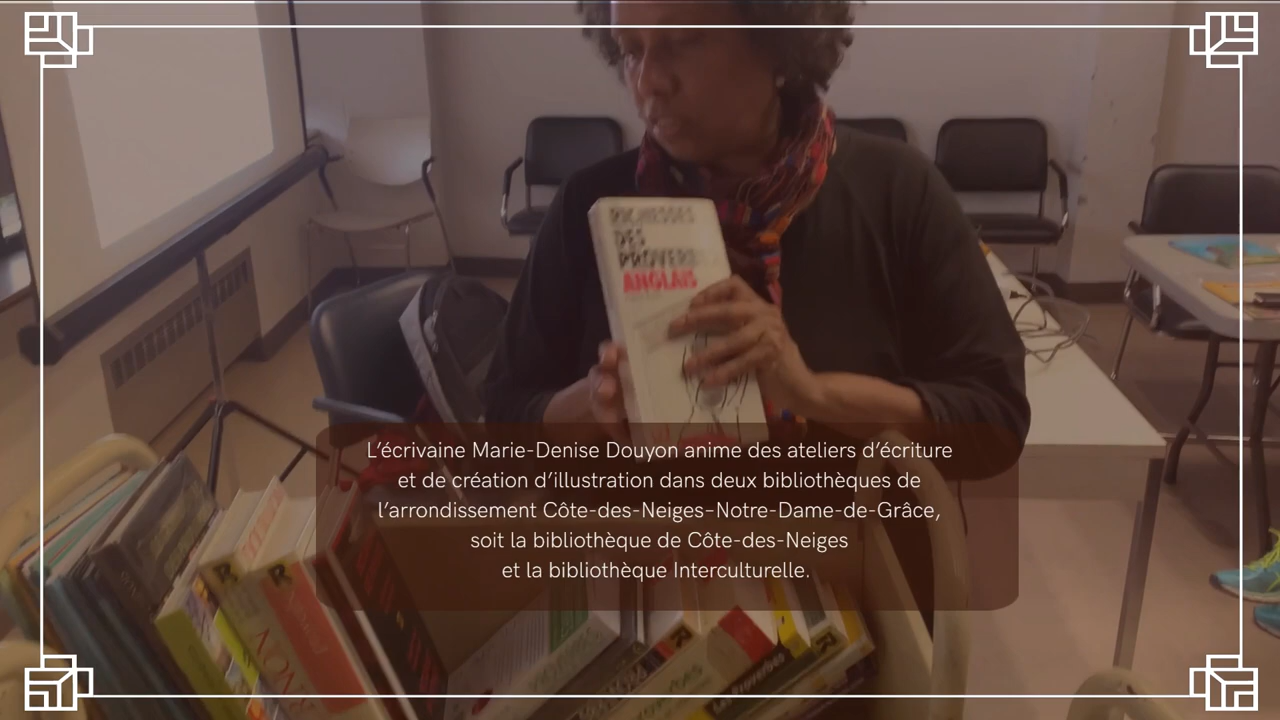 RICHESSES
DES
PROVERBES
ANGLAIS
L’écrivaine Marie-Denise Douyon anime des ateliers d’écriture
et de création d’illustration dans deux bibliothèques de
l’arrondissement Côte-des-Neiges-Notre-Dame-de-Grâce,
soit la bibliothèque de Côte-des-Neiges
et la bibliothèque Interculturelle.